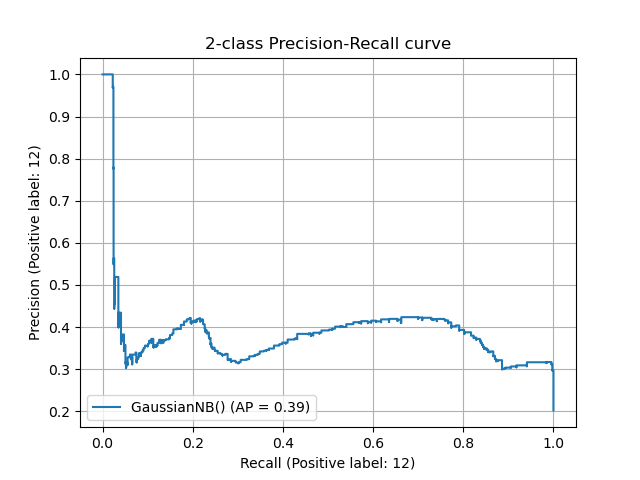 2-class Precision-Recall curve
1.0
0.9
0.8
0.7
0.6
0.5
0.4
0.3
0.2
Precision (Positive label: 12)
GaussianNB() (AP = 0.39)
0.0 0.2 0.4 0.6 0.8 1.0
Recall (Positive label: 12)